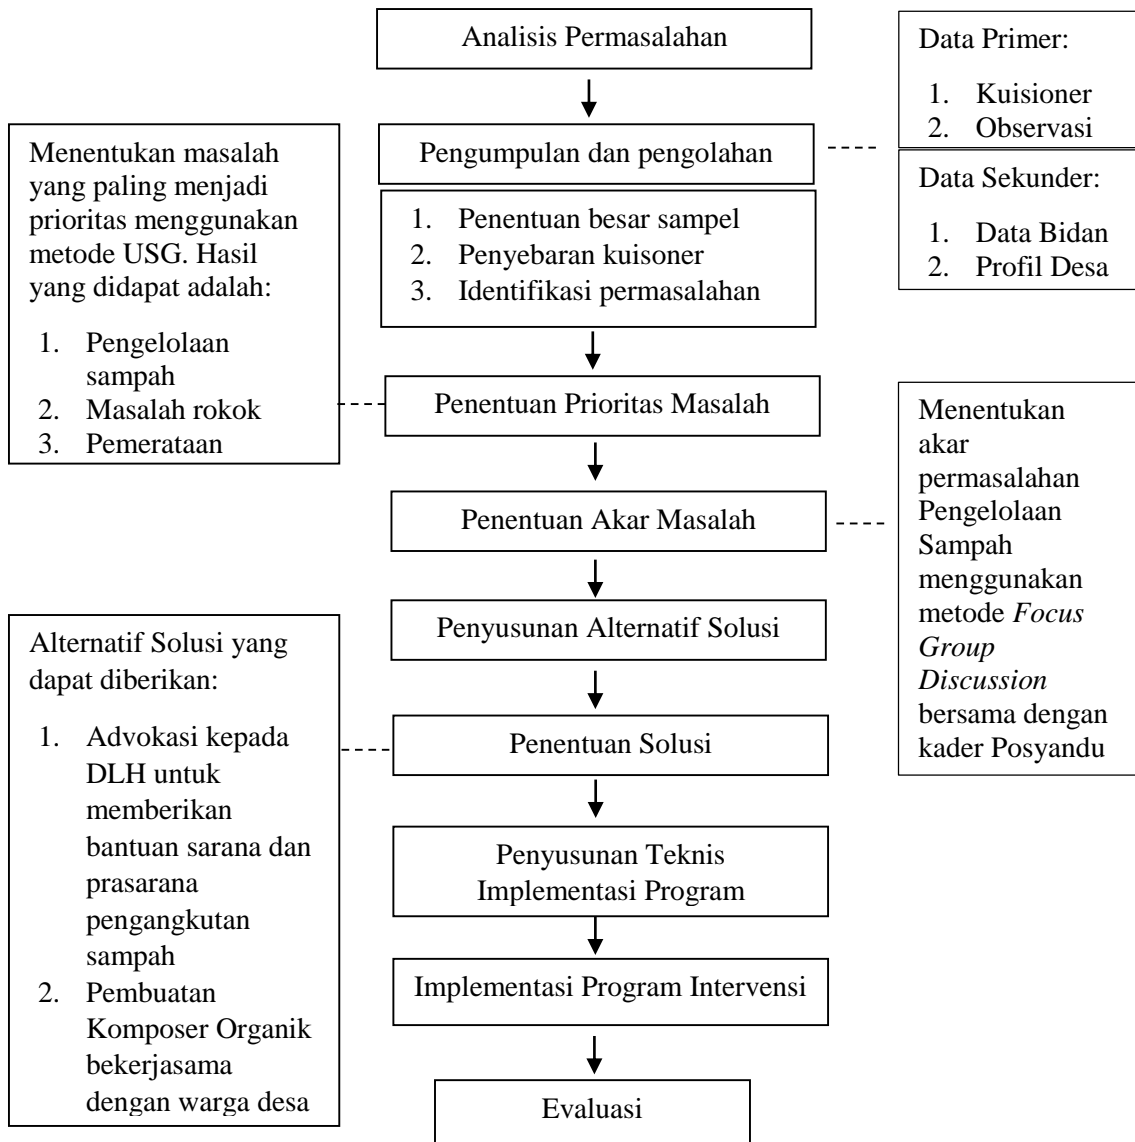 Analisis Permasalahan
Data Primer:
1. Kuisioner
2. Observasi
Pengumpulan dan pengolahan
Data Sekunder:
1. Data Bidan
2. Profil Desa
1. Penentuan besar sampel
2. Penyebaran kuisoner
3. Identifikasi permasalahan
Menentukan masalah
yang paling menjadi
prioritas menggunakan
metode USG. Hasil
yang didapat adalah:
1. Pengelolaan
sampah
2. Masalah rokok
3. Pemerataan
Penentuan Prioritas Masalah
Penentuan Akar Masalah
Menentukan
akar
permasalahan
Pengelolaan
Sampah
menggunakan
metode Focus
Group
Discussion
bersama dengan
kader Posyandu
Penyusunan Alternatif Solusi
Alternatif Solusi yang
dapat diberikan:
1. Advokasi kepada
DLH untuk
memberikan
bantuan sarana dan
prasarana
pengangkutan
sampah
2. Pembuatan
Komposer Organik
bekerjasama
dengan warga desa
Penentuan Solusi
Penyusunan Teknis
Implementasi Program
Implementasi Program Intervensi
Evaluasi